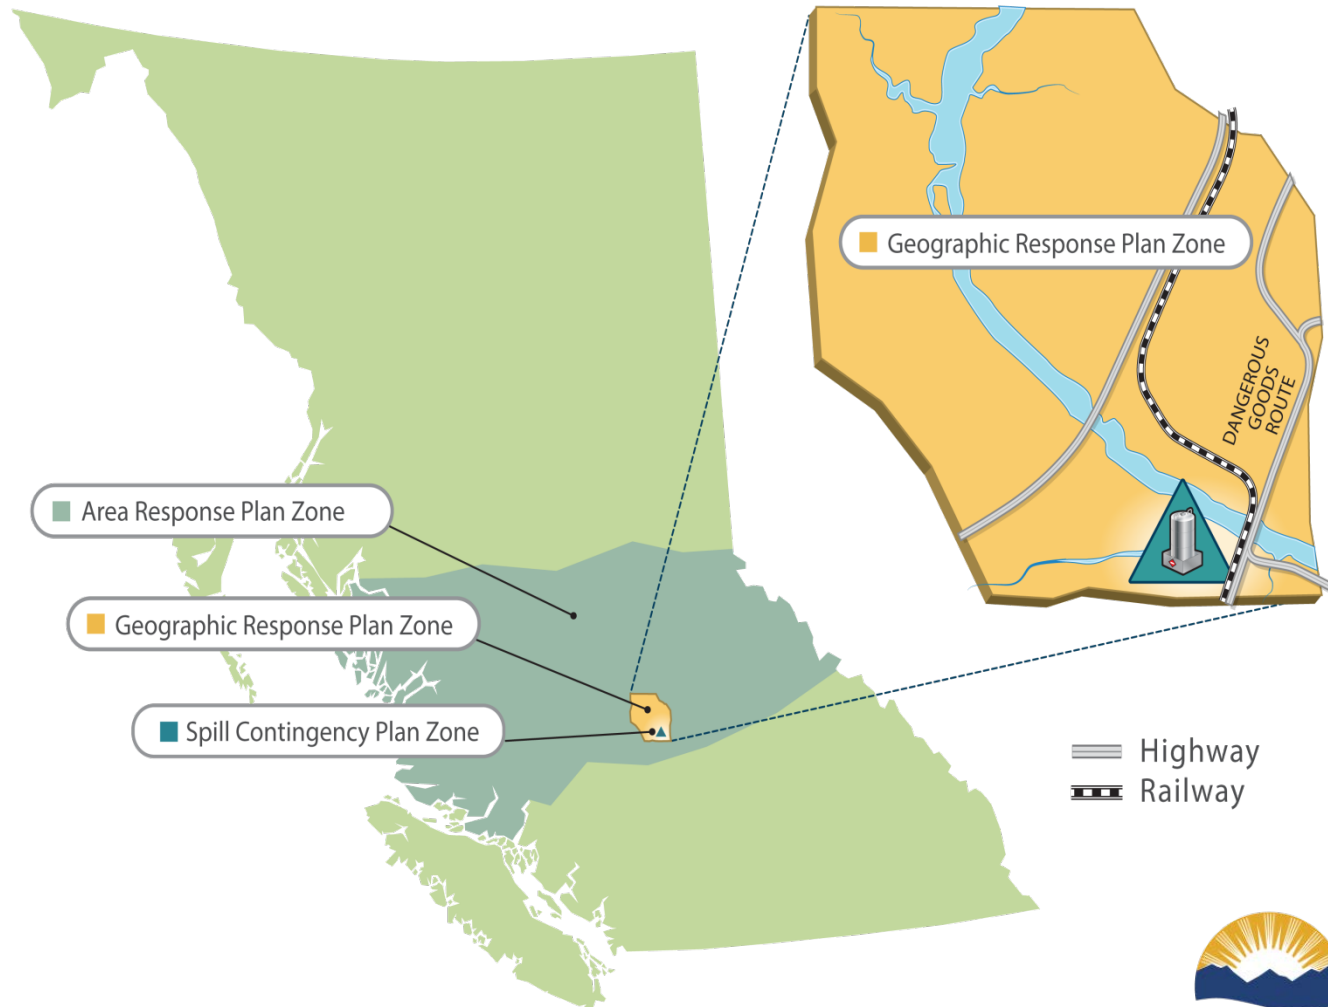 Geographic Response Plan Zone
DANGEROUS
GOODS
ROUTE
Area Response Plan Zone
Geographic Response Plan Zone
Spill Contingency Plan Zone
Highway
Railway